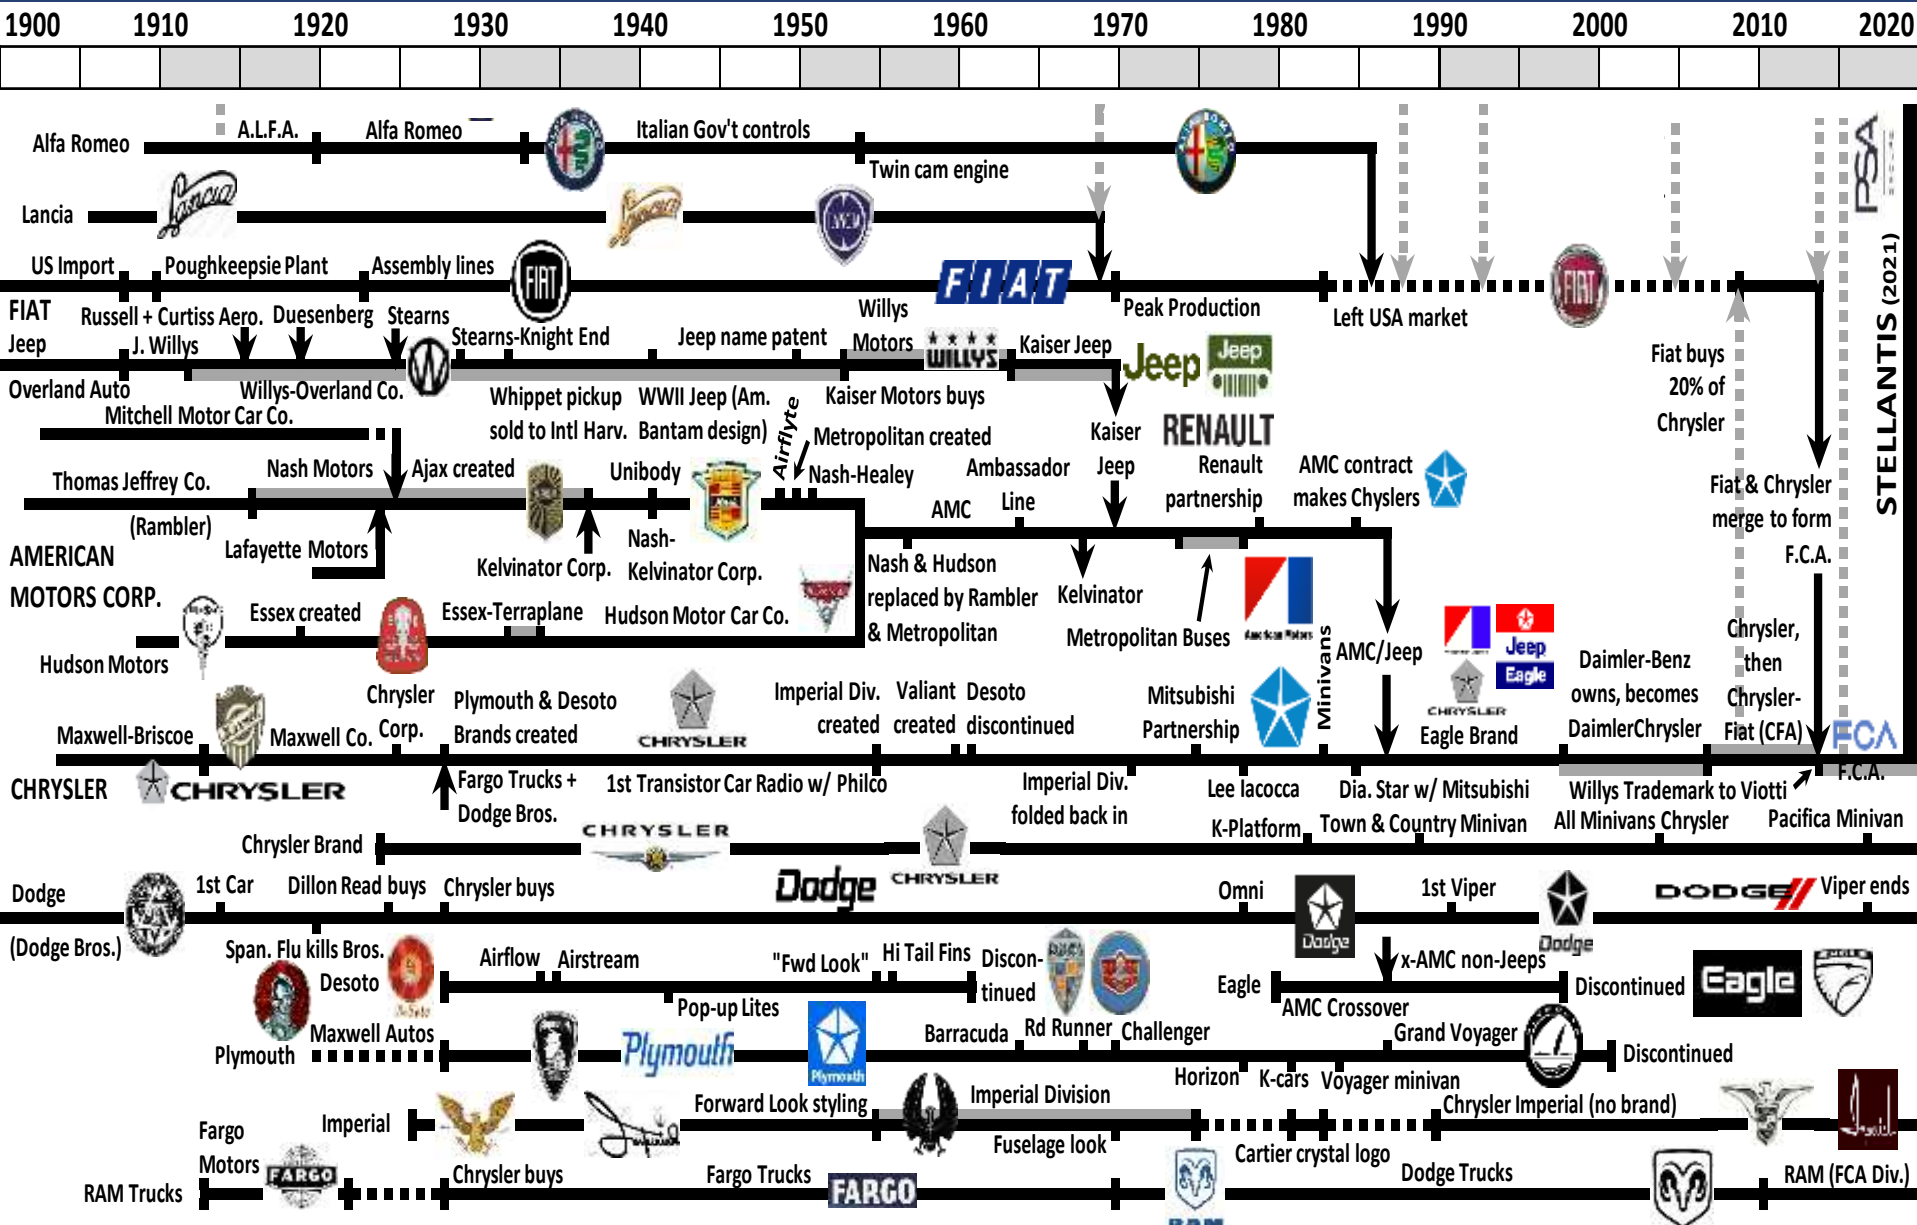 1900 1910 1920 1930 1940 1950 1960 1970 1980 1990 2000 2010 2020
Alfa Romeo
A.L.F.A.
Alfa Romeo
Italian Gov't controls
Twin cam engine
PSA
Lancia
Lancia
Lancia
US Import
Poughkeepsie Plant
Assembly lines
FIAT
FIAT
Peak Production
Left USA market
FIAT
STELLANTIS (2021)
FIAT
Jeep
Russell + Curtiss Aero.
Duesenberg
Stearns
J. Willys
Stearns-Knight End
Jeep name patent
Willys
Motors
WILLYS
Kaiser Jeep
Jeep
Jeep
Overland Auto
Willys-Overland Co.
W
Whippet pickup
sold to Intl Harv.
WWII Jeep (Am.
Bantam design)
Kaiser Motors buys
Fiat buys
20% of
Chrysler
Mitchell Motor Car Co.
Airflyte
Metropolitan created
Kaiser
Jeep
RENAULT
Renault
partnership
Thomas Jeffrey Co.
(Rambler)
Nash Motors
Ajax created
Unibody
Nash-Healey
AMC
Ambassador
Line
AMC contract
makes Chyslers
Fiat & Chrysler
merge to form
F.C.A.
AMERICAN
MOTORS CORP.
Lafayette Motors
Kelvinator Corp.
Nash-
Kelvinator Corp.
Nash & Hudson
replaced by Rambler
& Metropolitan
Kelvinator
Metropolitan Buses
American Motors
Hudson Motors
Essex created
Essex-Terraplane
Hudson Motor Car Co.
Minivans
AMC/Jeep
Jeep
Eagle
CHRYSLER
Chrysler
Corp.
Plymouth & Desoto
Brands created
CHRYSLER
Imperial Div.
created
Valiant
created
Desoto
discontinued
Mitsubishi
Partnership
Eagle Brand
Daimler-Benz
owns, becomes
DaimlerChrysler
Chrysler,
then
Chrysler-
Fiat (CFA)
FCA
F.C.A.
Maxwell-Briscoe
Maxwell Co.
CHRYSLER
CHRYSLER
Fargo Trucks +
Dodge Bros.
1st Transistor Car Radio w/ Philco
Imperial Div.
folded back in
Lee Iacocca
Dia. Star w/ Mitsubishi
Willys Trademark to Viotti
Chrysler Brand
CHRYSLER
CHRYSLER
K-Platform
Town & Country Minivan
All Minivans Chrysler
Pacifica Minivan
Dodge
(Dodge Bros.)
1st Car
Dillon Read buys
Chrysler buys
Dodge
Omni
Dodge
1st Viper
Dodge
DODGE
Viper ends
Span. Flu kills Bros.
Desoto
Airflow
Airstream
Pop-up Lites
"Fwd Look"
Hi Tail Fins
Discon-
tinued
Eagle
AMC Crossover
x-AMC non-Jeeps
Discontinued
Eagle
Plymouth
Maxwell Autos
Plymouth
Plymouth
Barracuda
Rd Runner
Challenger
Horizon
K-cars
Voyager minivan
Grand Voyager
Discontinued
Imperial
Forward Look styling
Imperial Division
Fuselage look
Cartier crystal logo
Chrysler Imperial (no brand)
RAM Trucks
Fargo
Motors
FARGO
Chrysler buys
Fargo Trucks
FARGO
RAM
Dodge Trucks
RAM (FCA Div.)